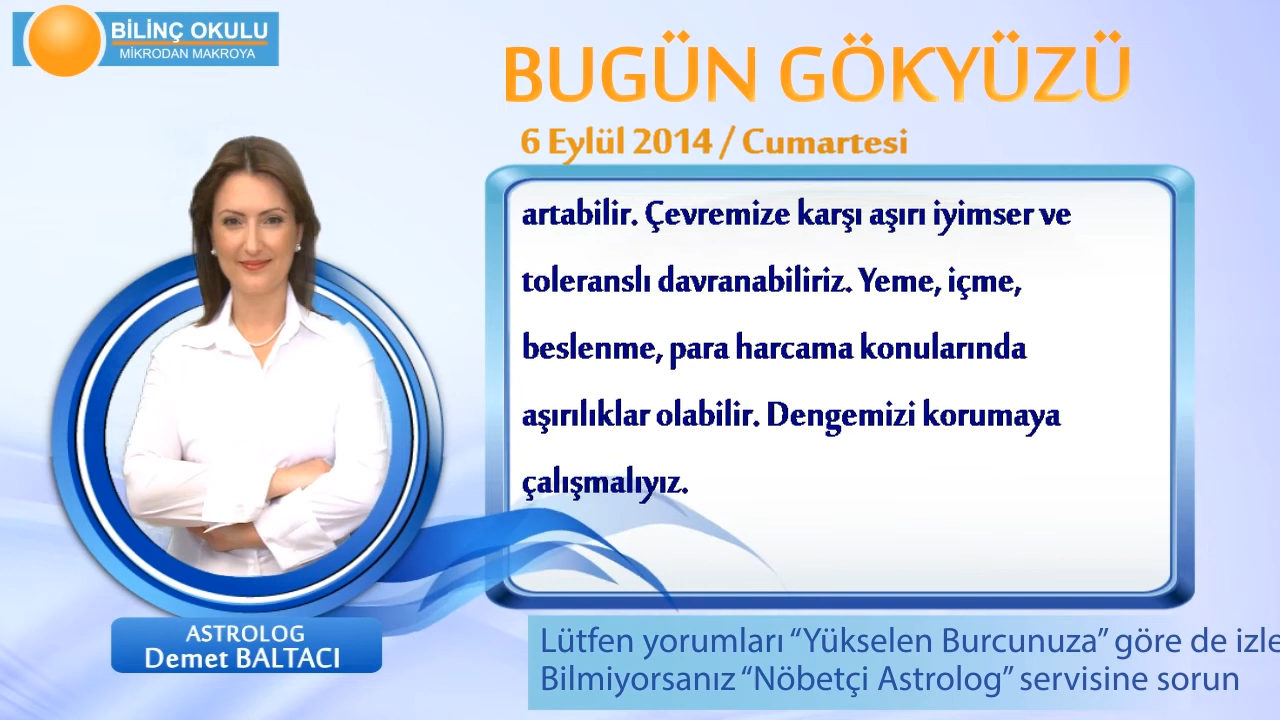 BİLİNÇ OKULU
MİKRODAN MAKROYA
BUGÜN GÖKYÜZÜ
6 Eylül 2014 / Cumartesi
artabilir. Çevremize karşı aşırı iyimser ve
toleranslı davranabiliriz. Yeme, içme,
beslenme, para harcama konularında
aşırılıklar olabilir. Dengemizi korumaya
çalışmalıyız.
ASTROLOG
Demet BALTACI
Lütfen yorumları “Yükselen Burcunuza” göre de izle
Bilmiyorsanız “Nöbetçi Astrolog” servisine sorun